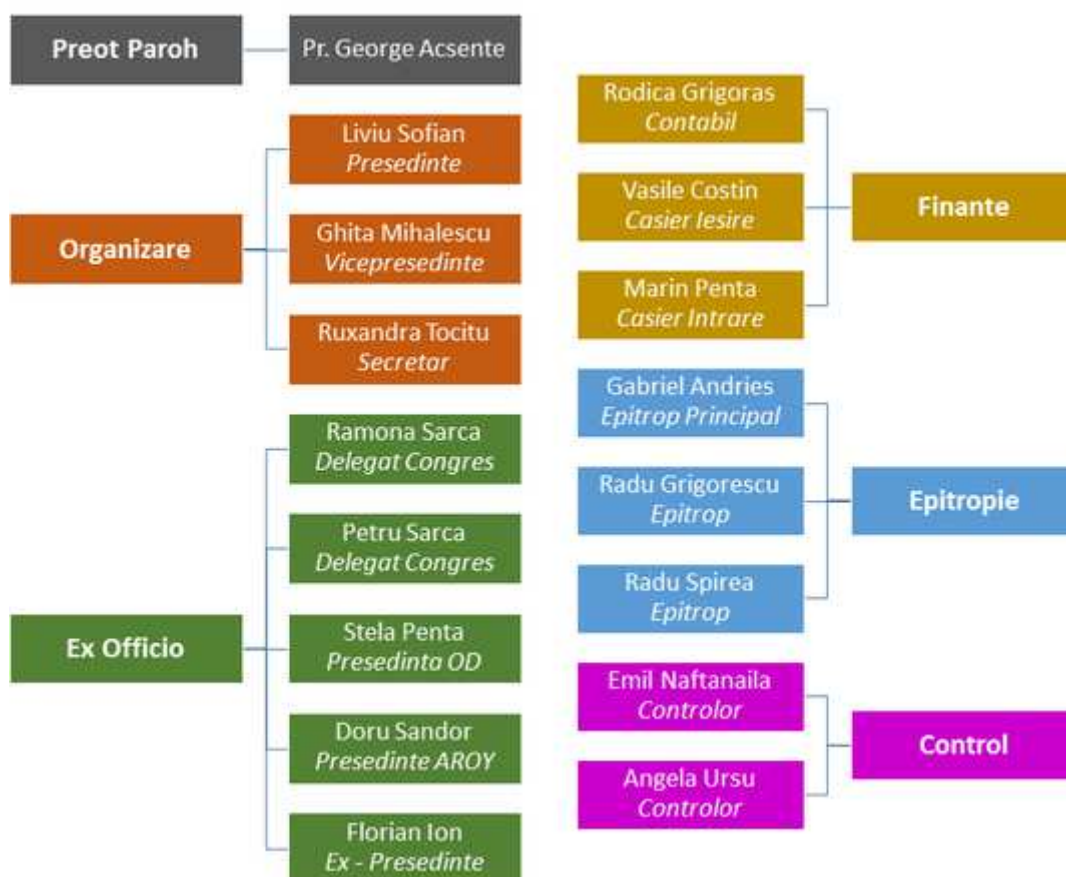 Preot Paroh
Pr. George Acsente
Organizare
Liviu Sofian
Presedinte
Ghita Mihalescu
Vicepresedinte
Ruxandra Tocitu
Secretar
Ex Officio
Ramona Sarca
Delegat Congres
Petru Sarca
Delegat Congres
Stela Penta
Presedinta OD
Doru Sandor
Presedinte AROY
Florian Ion
Ex - Presedinte
Rodica Grigoras
Contabil
Vasile Costin
Casier Iesire
Marin Penta
Casier Intrare
Finante
Gabriel Andries
Epitrop Principal
Radu Grigorescu
Epitrop
Radu Spirea
Epitrop
Epitropie
Emil Naftanaila
Controlor
Angela Ursu
Controlor
Control